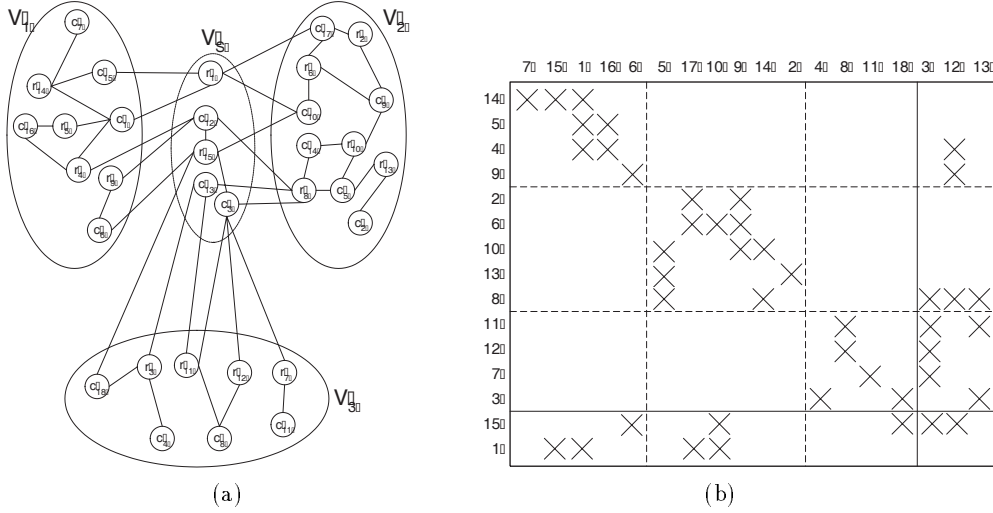 V1 V2 VS
c7
r14 c15
c16 r5 c1
r4 r9
c6
r1
c12
r15
c13
c3
c17 r2
r6
c9
c10
c14 r10 r13
r8 c5
c2
c18 r3 r11 r12 r7
c4 c8 c11
V3
(a)
7 15 1 16 6 5 17 10 9 14 2 4 8 11 18 3 12 13
14
5
4
9
2
6
10
13
8
11
12
7
3
15
1
(b)